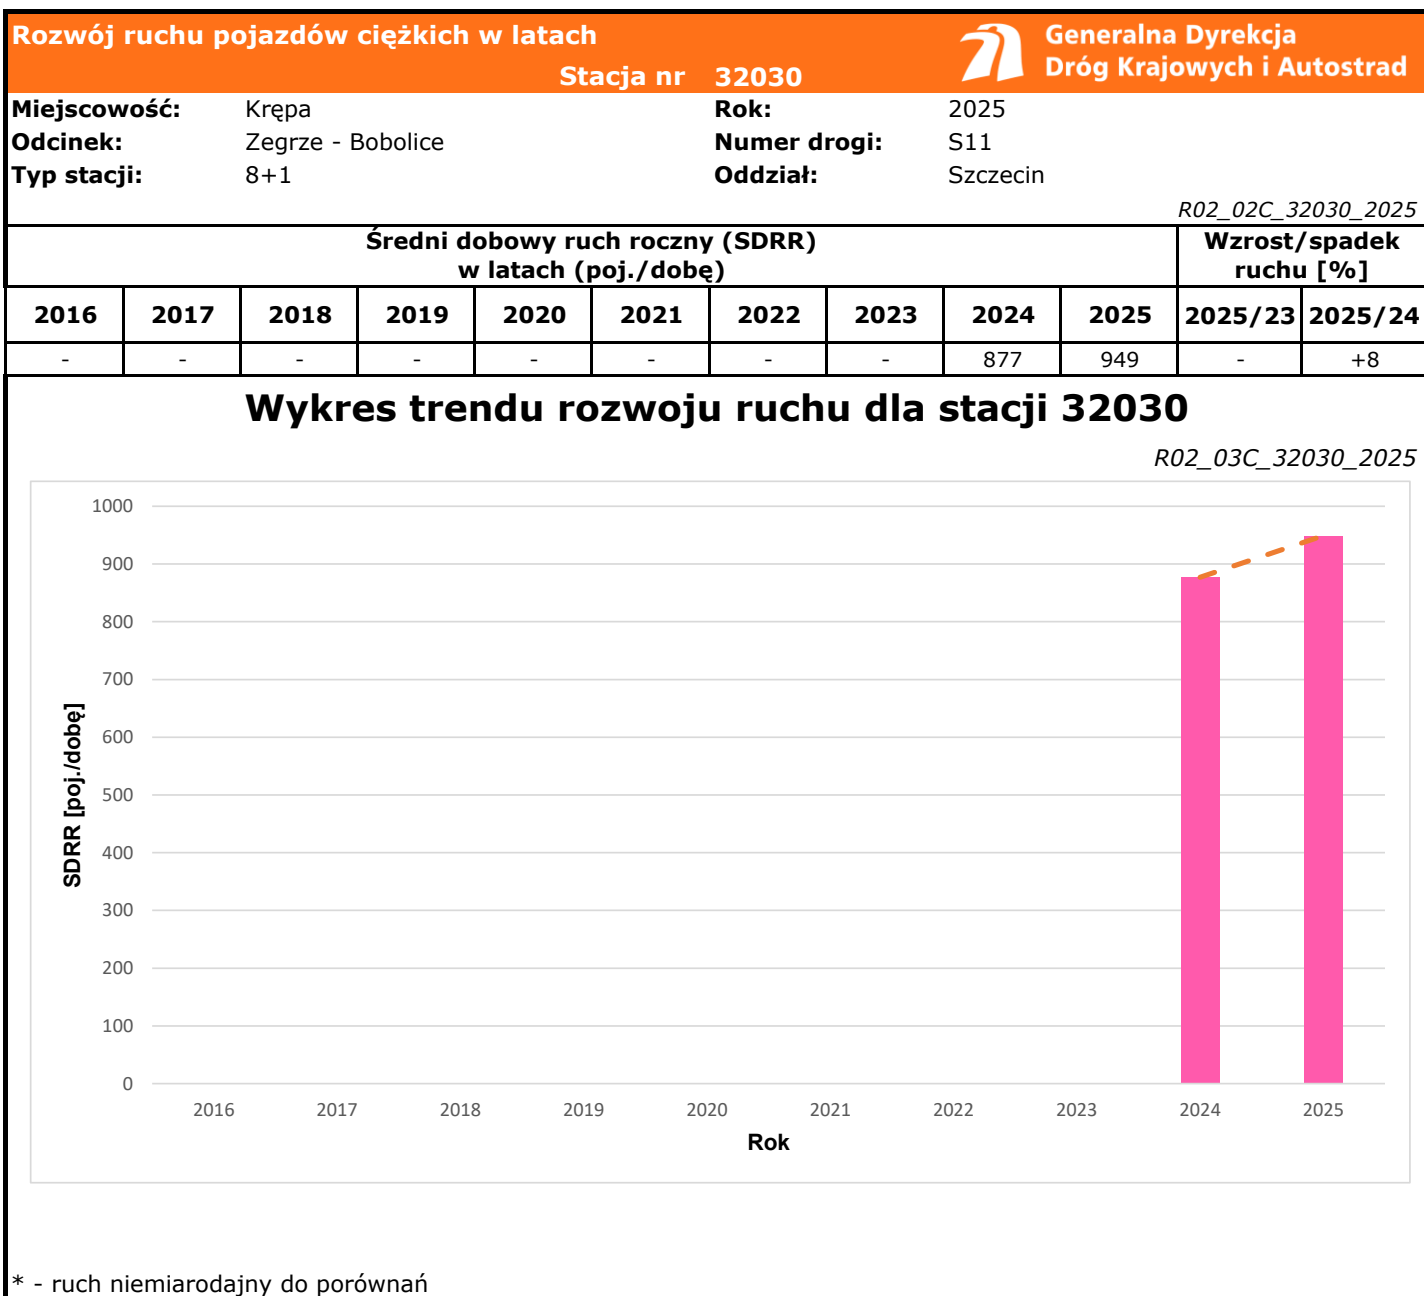 Rozwój ruchu pojazdów ciężkich w latach
Stacja nr 32030
Generalna Dyrekcja
Dróg Krajowych i Autostrad
Miejscowość: Krępa Rok: 2025
Odcinek: Zegrze - Bobolice Numer drogi: S11
Typ stacji: 8+1 Oddział: Szczecin
R02_02C_32030_2025
Średni dobowy ruch roczny (SDRR)
w latach (poj./dobę)
Wzrost/spadek
ruchu [%]
2016 2017 2018 2019 2020 2021 2022 2023 2024 2025 2025/23 2025/24
- - - - - - - - 877 949 - +8
Wykres trendu rozwoju ruchu dla stacji 32030
R02_03C_32030_2025
1000
900
800
700
600
500
400
300
200
100
0
SDRR [poj./dobę]
2016 2017 2018 2019 2020 2021 2022 2023 2024 2025
Rok
* - ruch niemiarodajny do porównań